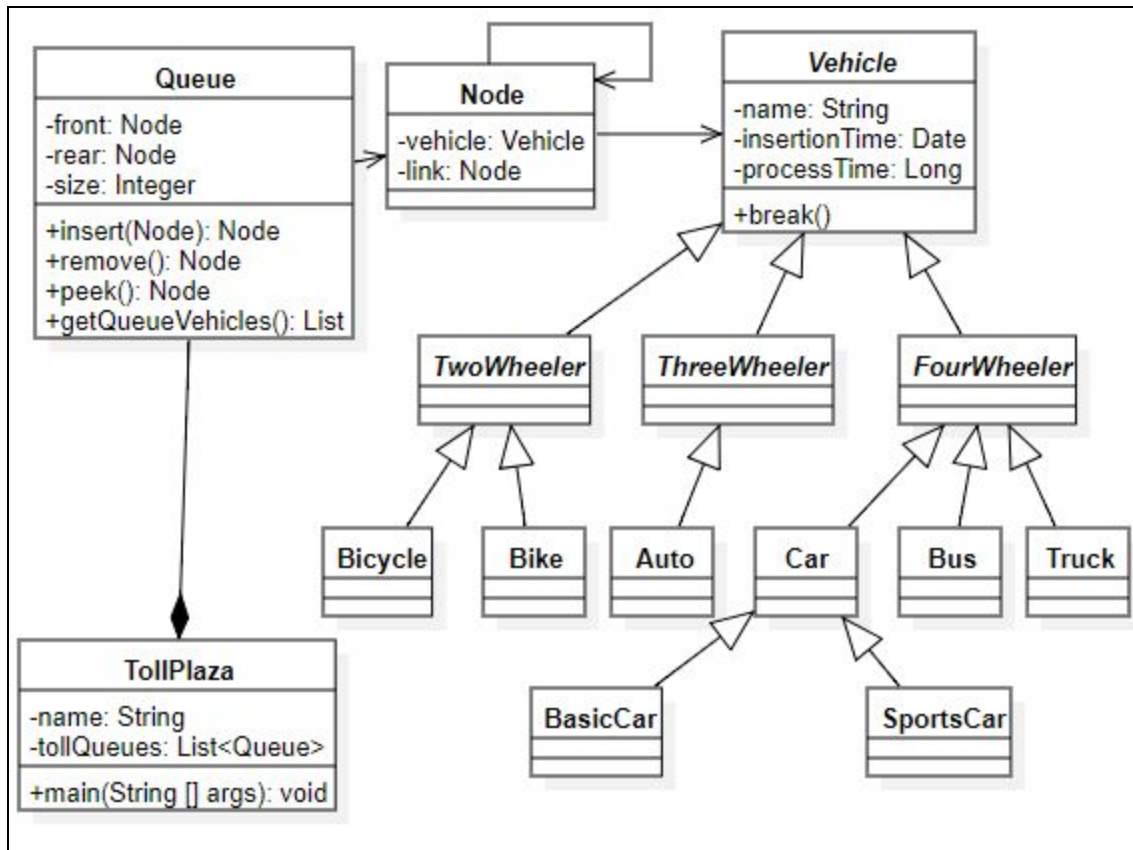 Queue
-front: Node
-rear: Node
-size: Integer
+insert(Node): Node
+remove(): Node
+peek(): Node
+getQueueVehicles(): List
Node
-vehicle: Vehicle
-link: Node
Vehicle
-name: String
-insertionTime: Date
-processTime: Long
+break()
TwoWheeler
ThreeWheeler
FourWheeler
Bicycle
Bike
Auto
Car
Bus
Truck
TollPlaza
-name: String
-tollQueues: List<Queue>
+main(String [] args): void
BasicCar
SportsCar